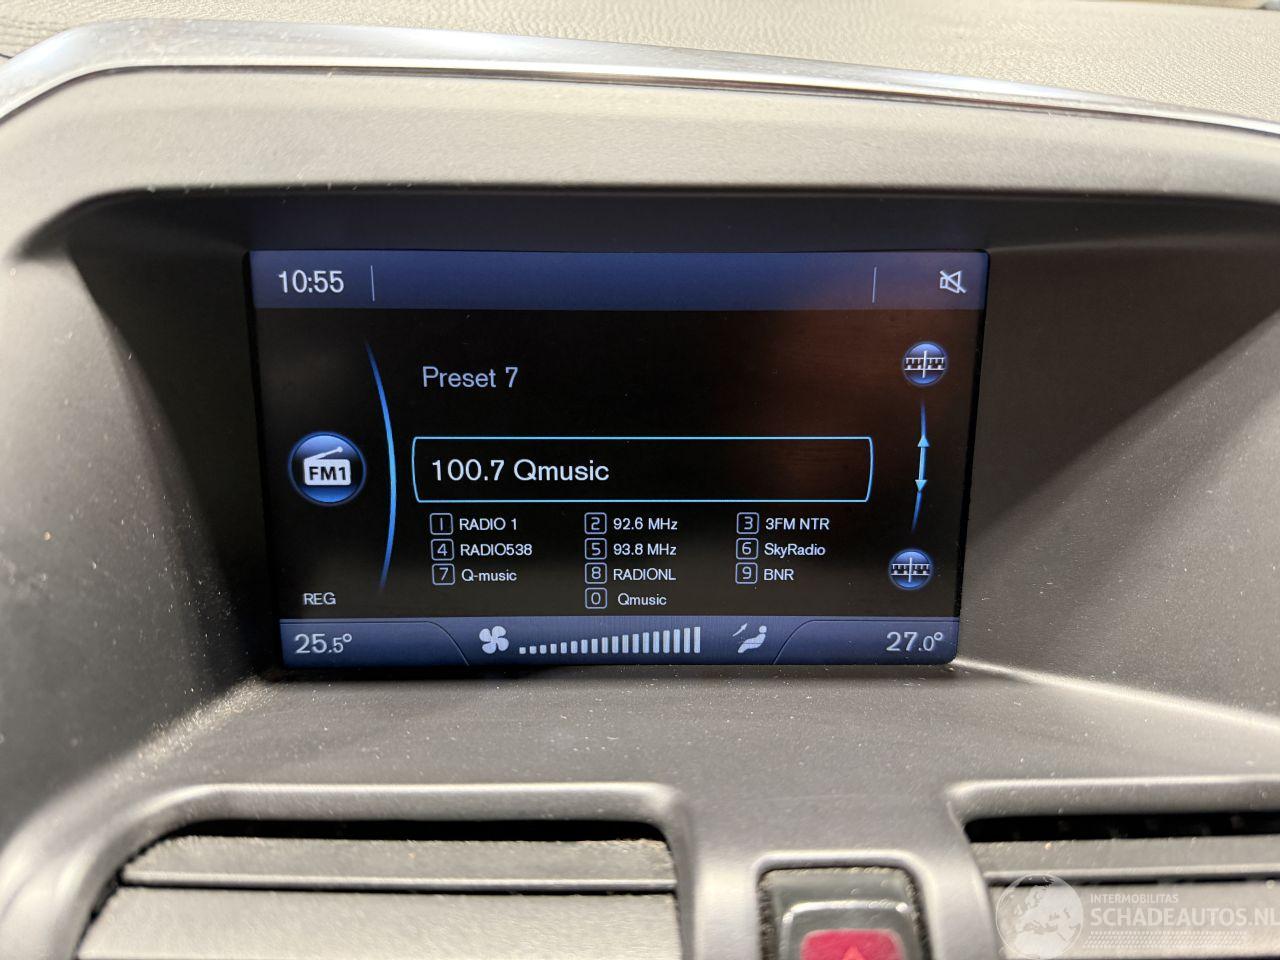 10:55
Preset 7
FM1
100.7 Qmusic
1 RADIO 1 2 92.6 MHz 3 3FM NTR
4 RADIO538 5 93.8 MHz 6 SkyRadio
7 Q-music 8 RADIONL 9 BNR
REG 0 Qmusic
25.5° 27.0°
INTERMOBILITAS
SCHADEAUTOS.NL